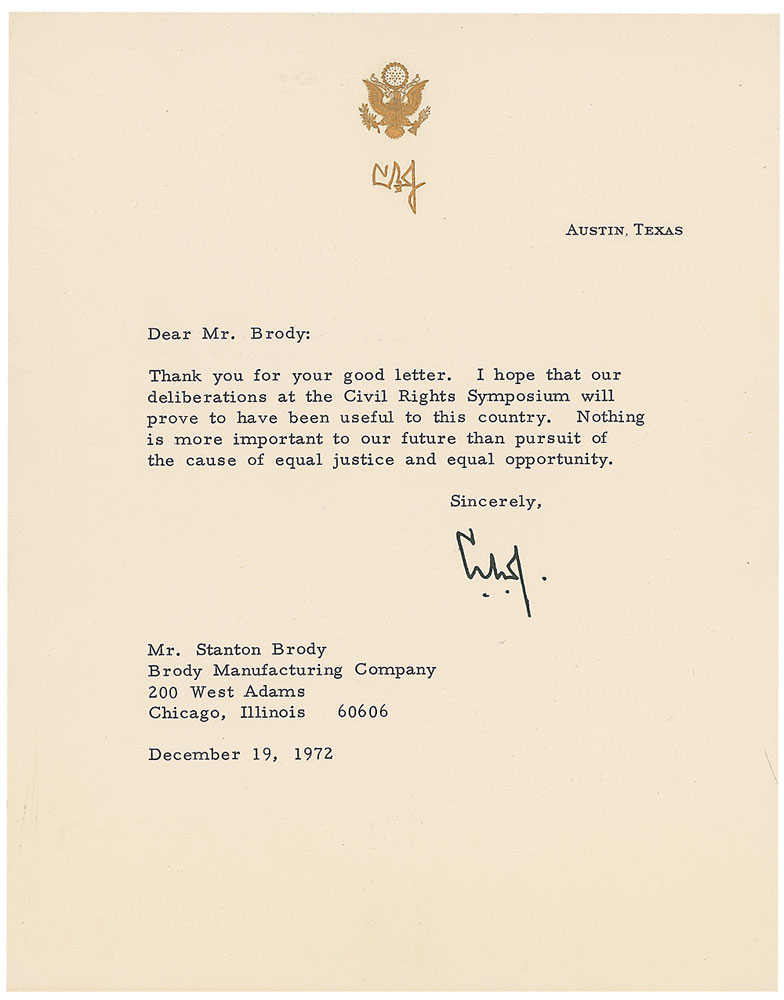 LBJ
AUSTIN, TEXAS
Dear Mr. Brody:
Thank you for your good letter. I hope that our
deliberations at the Civil Rights Symposium will
prove to have been useful to this country. Nothing
is more important to our future than pursuit of
the cause of equal justice and equal opportunity.
Sincerely,
Mr. Stanton Brody
Brody Manufacturing Company
200 West Adams
Chicago, Illinois 60606
December 19, 1972